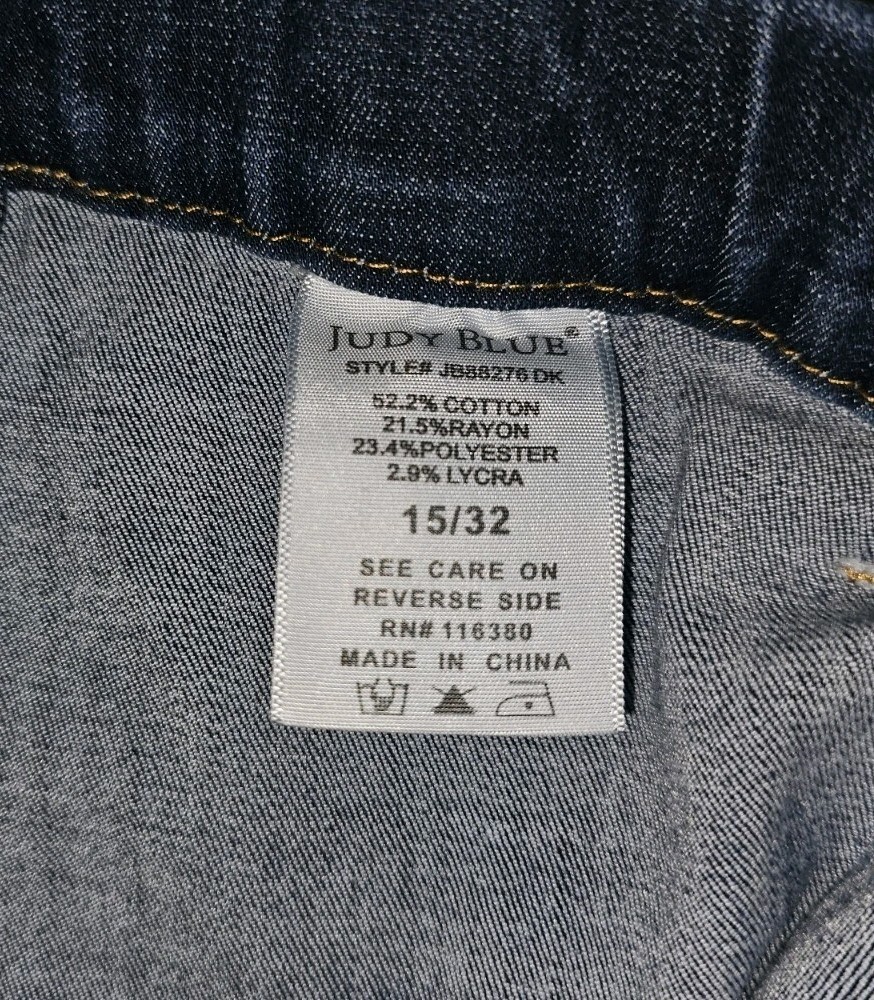 JUDY BLUE®
STYLE# JB88276 DK
52.2% COTTON
21.5%RAYON
23.4%POLYESTER
2.9% LYCRA
15/32
SEE CARE ON
REVERSE SIDE
RN# 116380
MADE IN CHINA